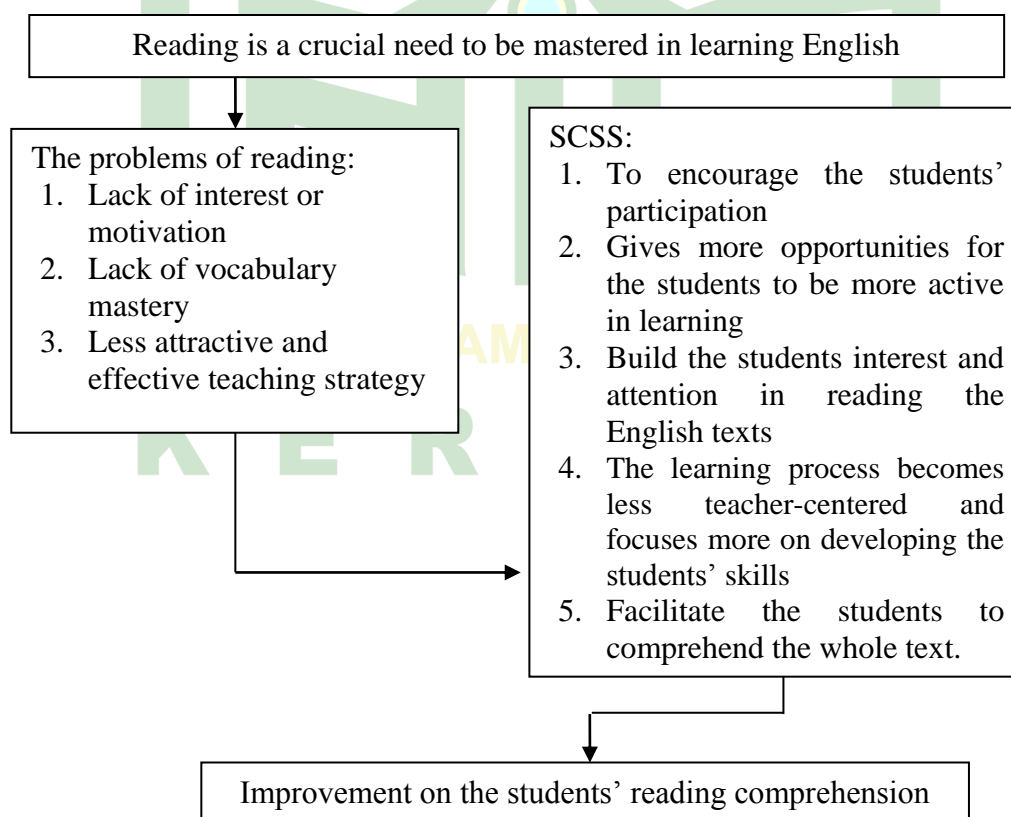 Reading is a crucial need to be mastered in learning English
The problems of reading:
1. Lack of interest or
motivation
2. Lack of vocabulary
mastery
3. Less attractive and
effective teaching strategy
SCSS:
1. To encourage the students’
participation
2. Gives more opportunities for
the students to be more active
in learning
3. Build the students interest and
attention in reading the
English texts
4. The learning process becomes
less teacher-centered and
focuses more on developing the
students’ skills
5. Facilitate the students to
comprehend the whole text.
AM
K E R
Improvement on the students’ reading comprehension